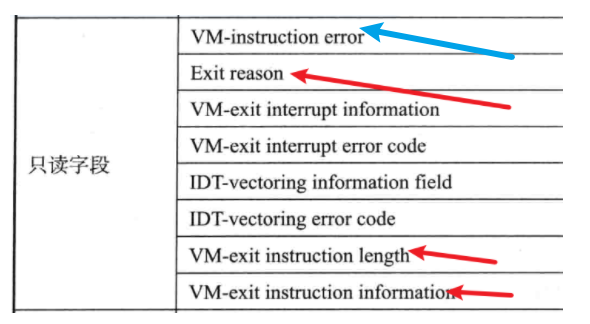 VM-instruction error
Exit reason
VM-exit interrupt information
VM-exit interrupt error code
只读字段
IDT-vectoring information field
IDT-vectoring error code
VM-exit instruction length
VM-exit instruction information